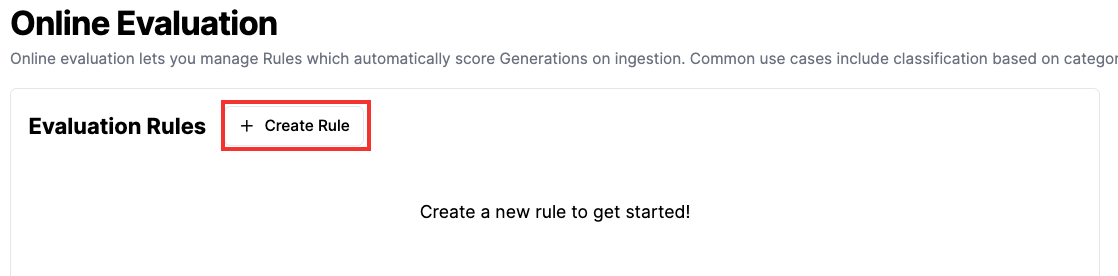 Online Evaluation
Online evaluation lets you manage Rules which automatically score Generations on ingestion. Common use cases include classification based on
Evaluation Rules
+ Create Rule
Create a new rule to get started!